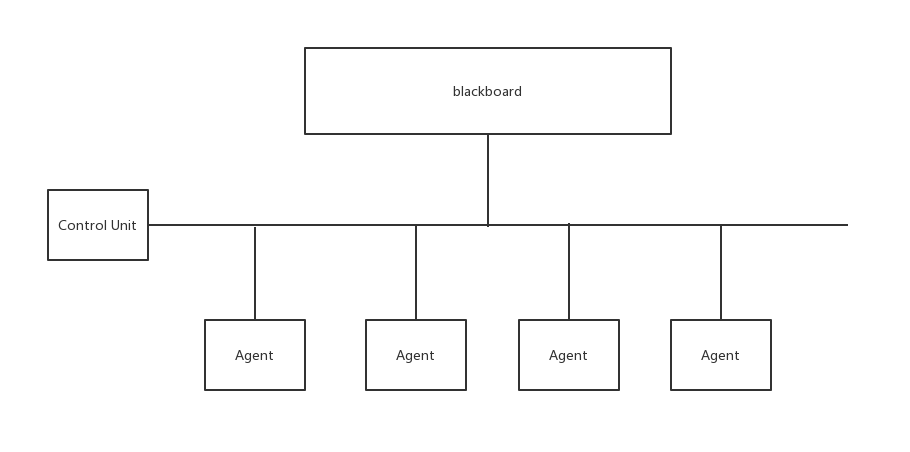 blackboard
Control Unit
Agent
Agent
Agent
Agent